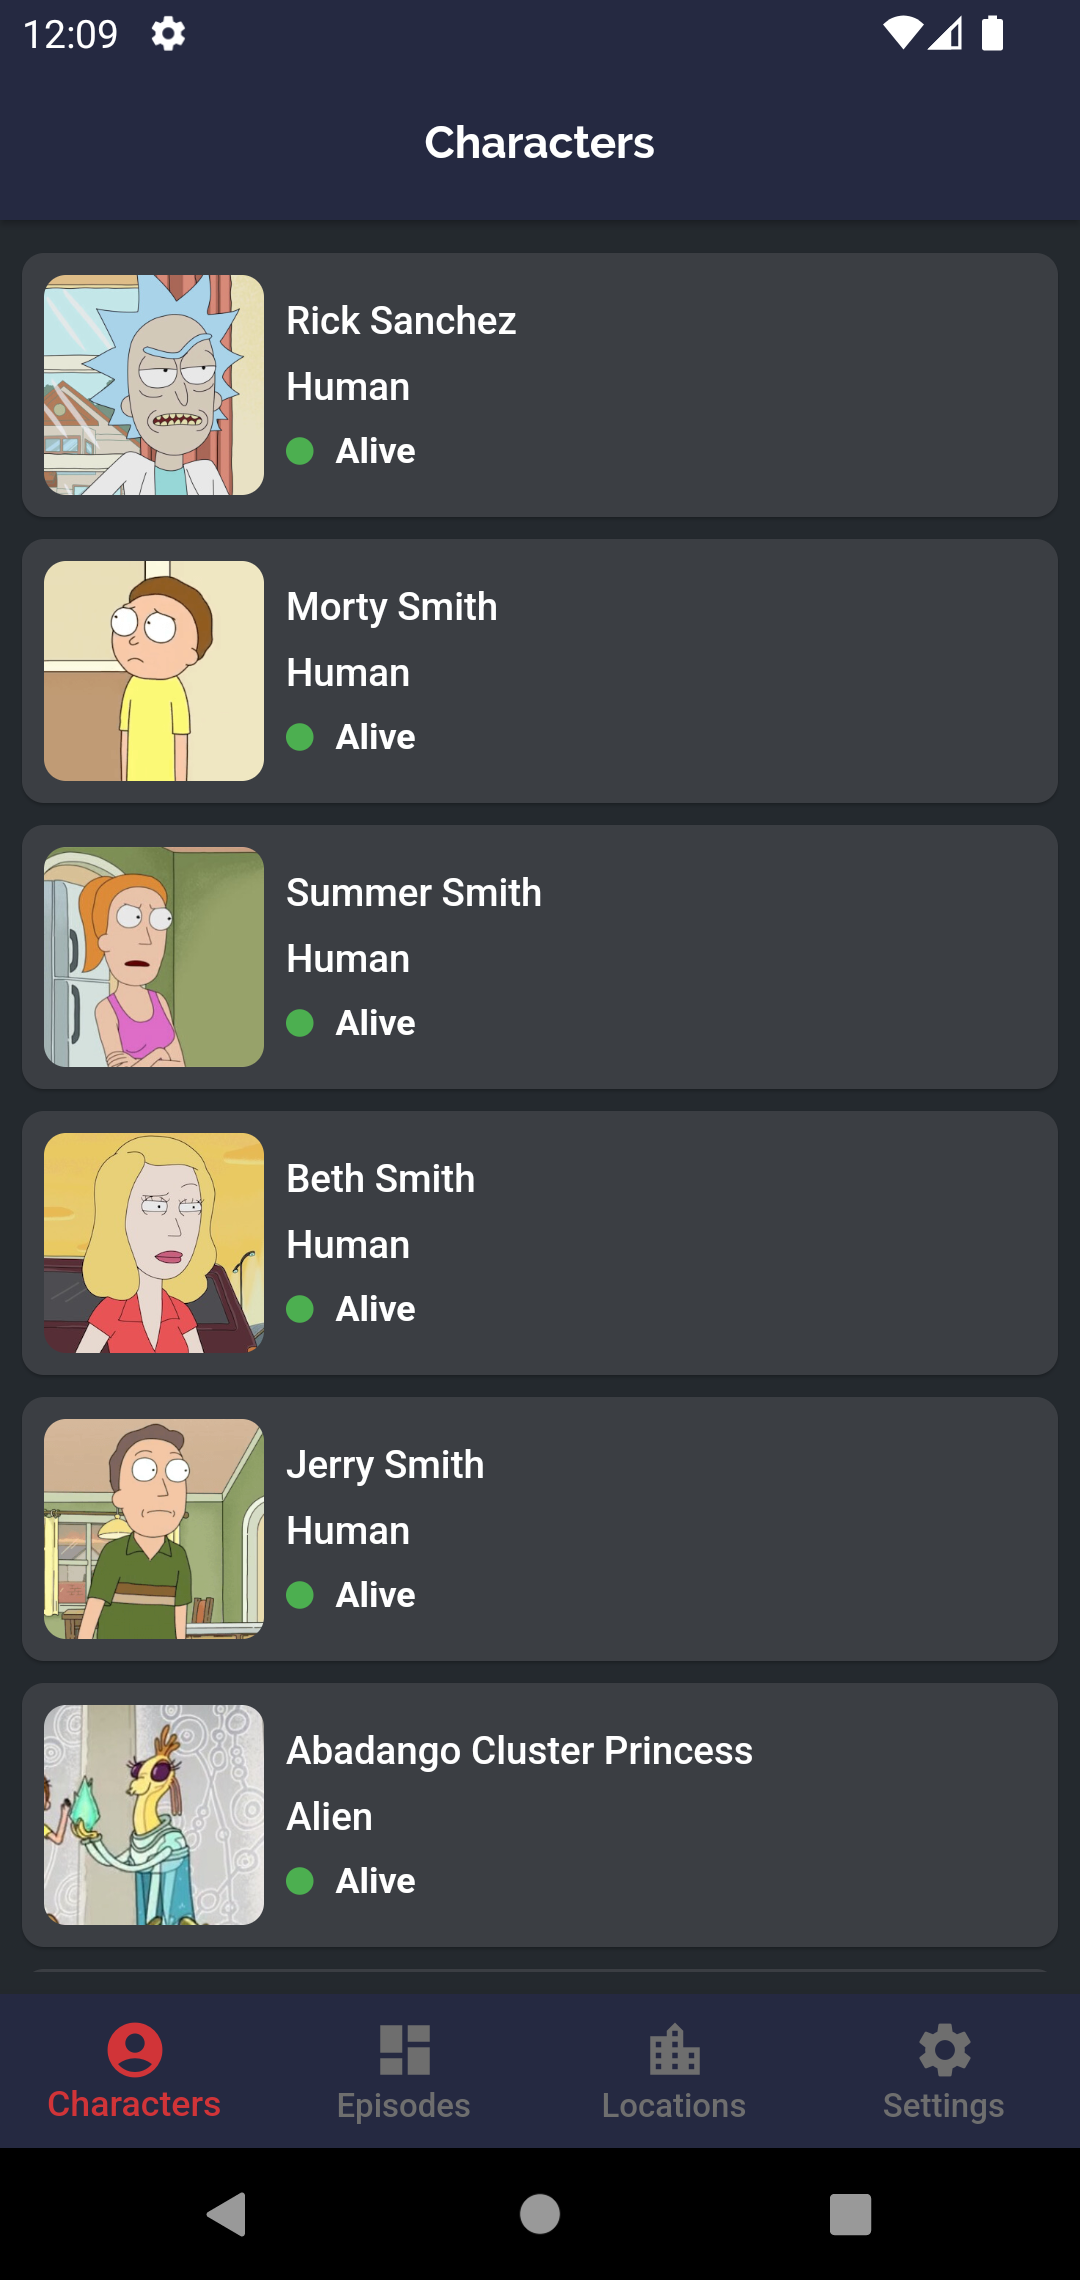 12:09
Characters
Rick Sanchez
Human
Alive
Morty Smith
Human
Alive
Summer Smith
Human
Alive
Beth Smith
Human
Alive
Jerry Smith
Human
Alive
Abadango Cluster Princess
Alien
Alive
Characters
Episodes
Locations
Settings